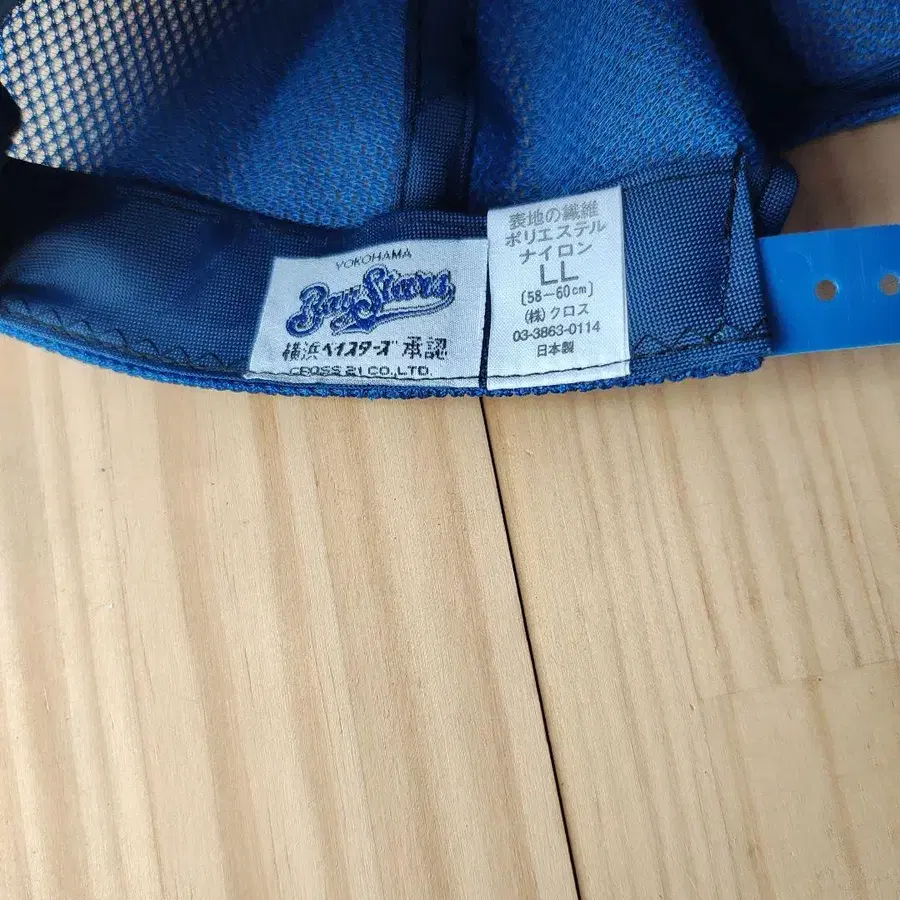 YOKOHAMA
Bay Stars
横浜ベイスターズ 承認
CROSS 21 CO.,LTD.
表地の繊維
ポリエステル
ナイロン
LL
(58-60cm)
(株)クロス
03-3863-0114
日本製